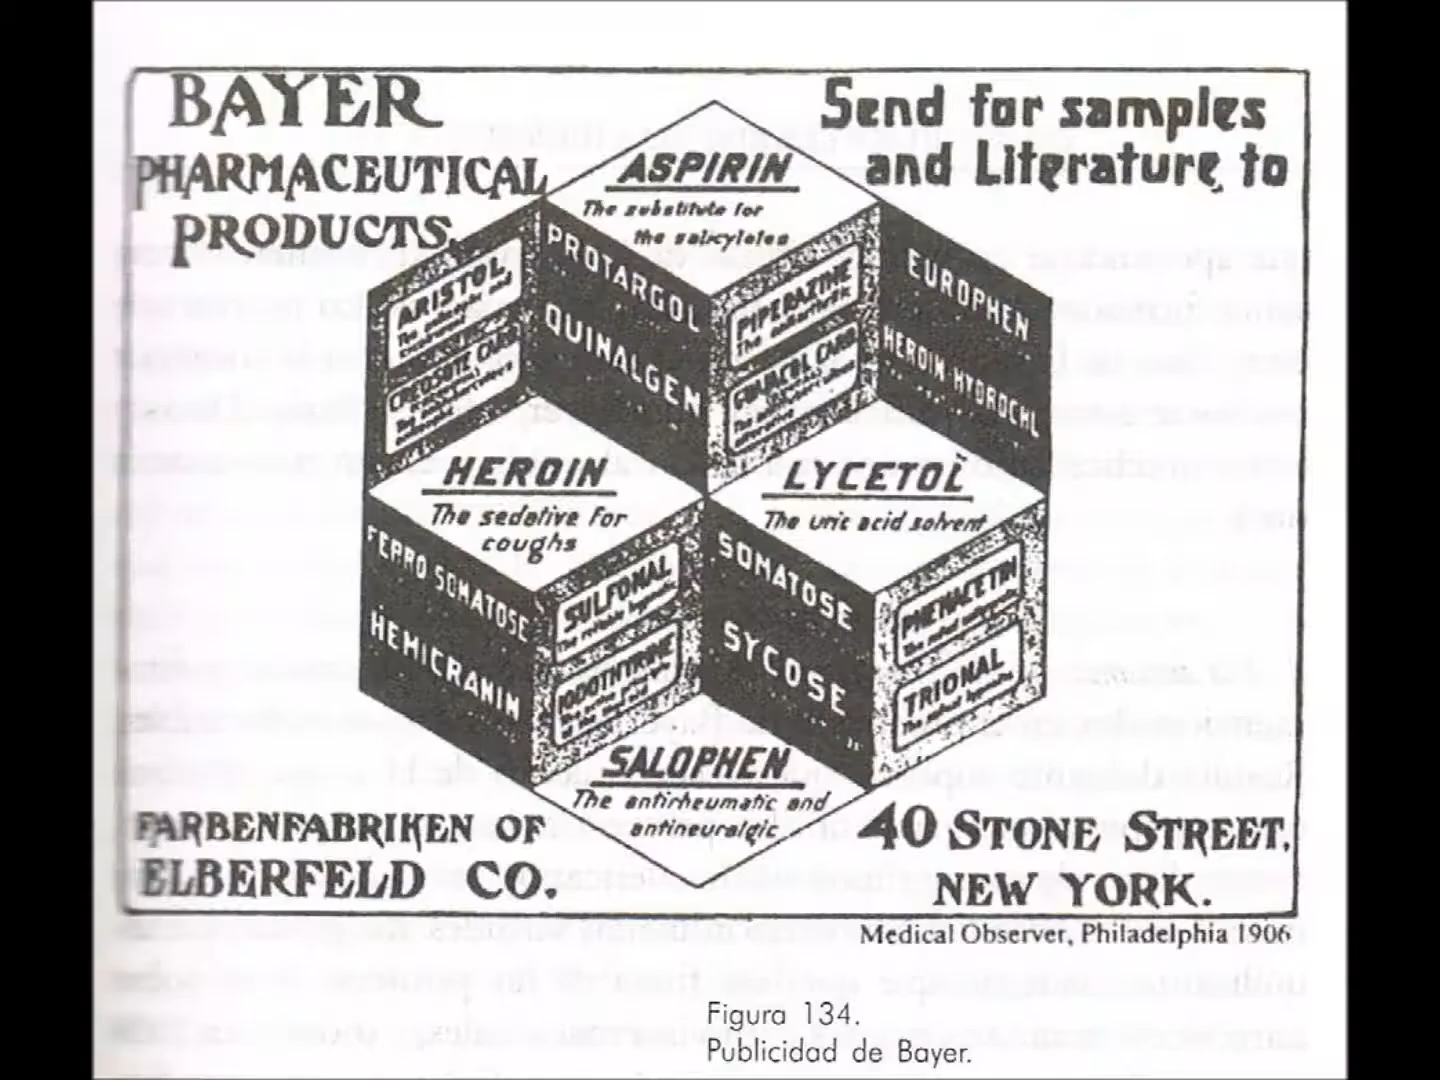 BAYER
PHARMACEUTICAL
PRODUCTS.
Send for samples
and Literature to
ASPIRIN
The substitute for
the salicylates
ARISTOL
CREOSOTE CARB
PROTARGOL
QUINALGEN
PIPERAZINE
The
CARB
EUROPHEN
HEROIN HYDROCHL
HEROIN
The sedative for
coughs
LYCETOL
The uric acid solvent
FERRO SOMATOSE
HEMICRANIN
SULFONAL
IODOTHYRINE
SOMATOSE
SYCOSE
PHENACETIN
TRIONAL
SALOPHEN
The antirheumatic and
antineuralgic
FARBENFABRIKEN OF
ELBERFELD CO.
40 STONE STREET,
NEW YORK.
Medical Observer, Philadelphia 1906
Figura 134.
Publicidad de Bayer.